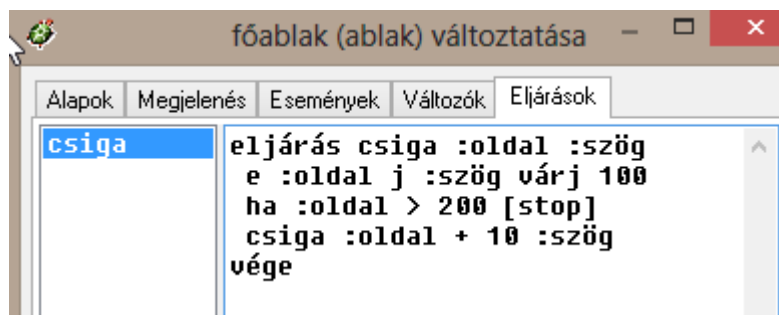 főablak (ablak) változtatása
Alapok Megjelenés Események Változók Eljárások
csiga
eljárás csiga :oldal :szög
e :oldal j :szög várj 100
ha :oldal > 200 [stop]
csiga :oldal + 10 :szög
vége